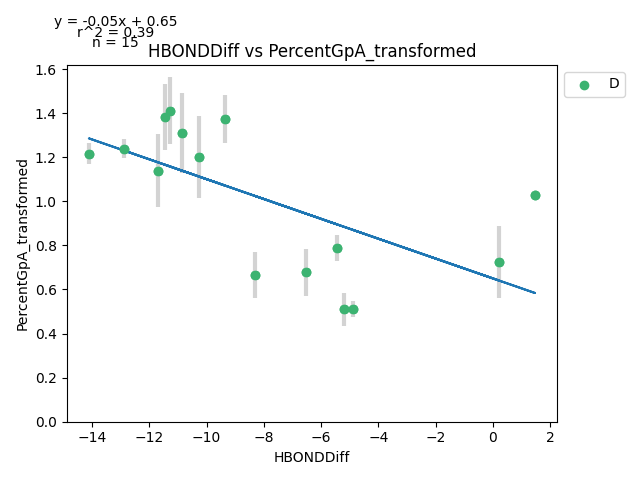 y = -0.05x + 0.65
r^2 = 0.39
n = 15
HBONDDiff vs PercentGpA_transformed
D
PercentGpA_transformed
1.6
1.4
1.2
1.0
0.8
0.6
0.4
0.2
0.0
−14 −12 −10 −8 −6 −4 −2 0 2
HBONDDiff